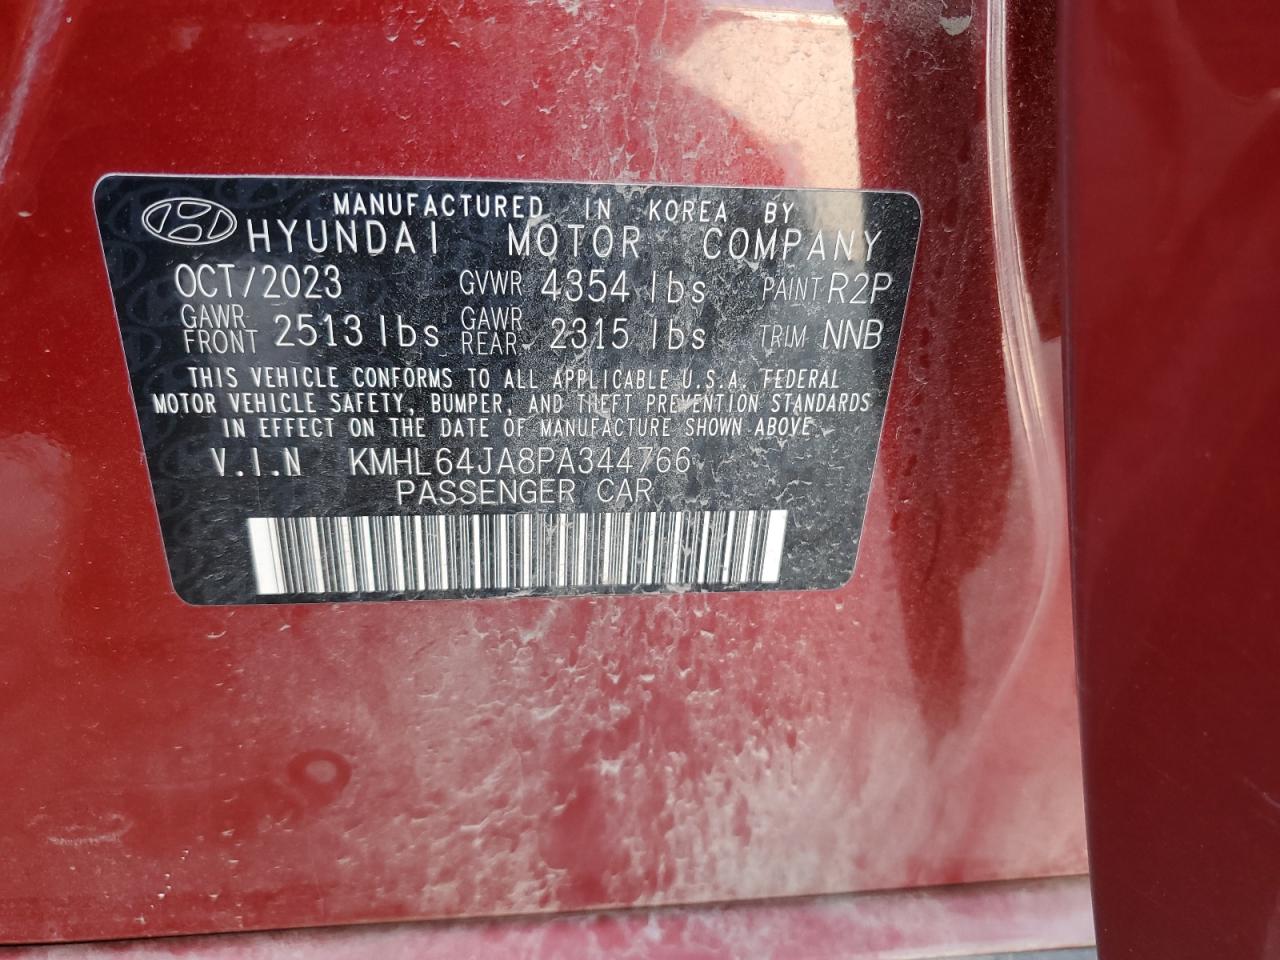 MANUFACTURED IN KOREA BY
HYUNDAI MOTOR COMPANY
OCT/2023 GVWR 4354 lbs PAINT R2P
GAWR FRONT 2513 lbs GAWR REAR 2315 lbs TRIM NNB
THIS VEHICLE CONFORMS TO ALL APPLICABLE U.S.A. FEDERAL
MOTOR VEHICLE SAFETY, BUMPER, AND THEFT PREVENTION STANDARDS
IN EFFECT ON THE DATE OF MANUFACTURE SHOWN ABOVE
V.I.N KMHL64JA8PA344766
PASSENGER CAR